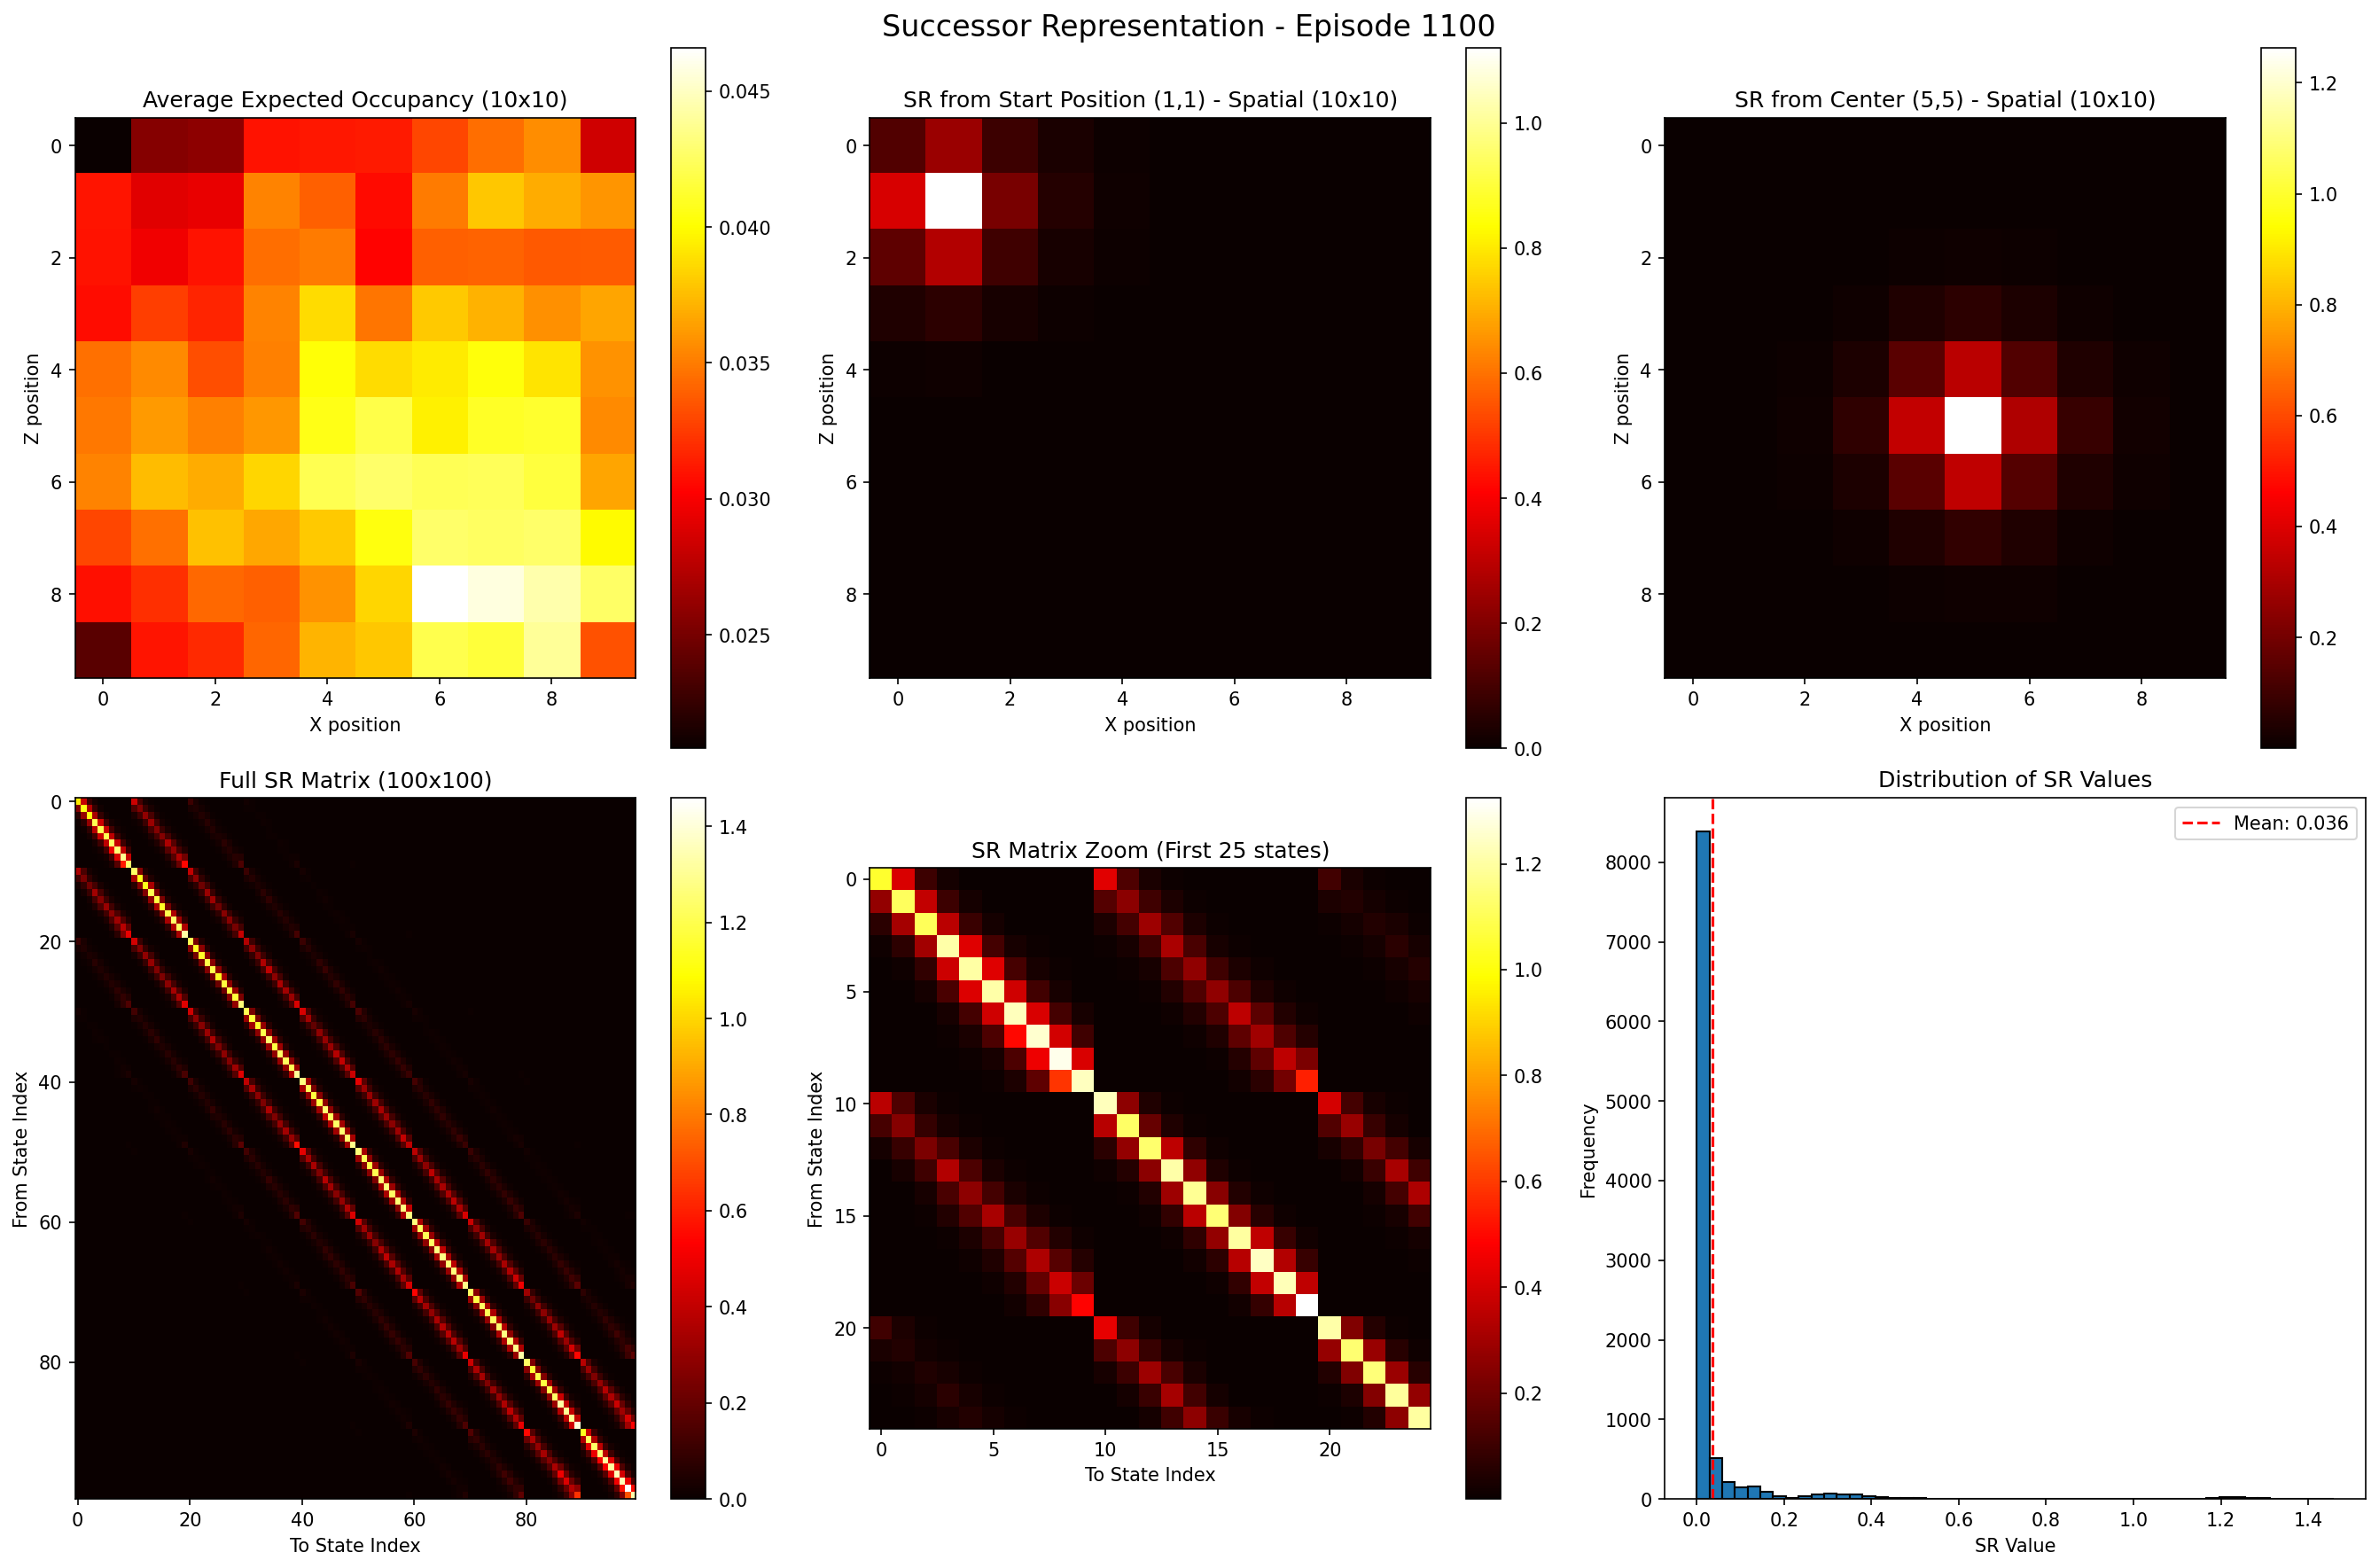 Successor Representation - Episode 1100
Average Expected Occupancy (10x10)
0
2
4
6
8
Z position
0 2 4 6 8
X position
0.045
0.040
0.035
0.030
0.025
SR from Start Position (1,1) - Spatial (10x10)
0
2
4
6
8
Z position
0 2 4 6 8
X position
1.0
0.8
0.6
0.4
0.2
0.0
SR from Center (5,5) - Spatial (10x10)
0
2
4
6
8
Z position
0 2 4 6 8
X position
1.2
1.0
0.8
0.6
0.4
0.2
Full SR Matrix (100x100)
0
20
40
60
80
From State Index
0 20 40 60 80
To State Index
1.4
1.2
1.0
0.8
0.6
0.4
0.2
0.0
SR Matrix Zoom (First 25 states)
0
5
10
15
20
From State Index
0 5 10 15 20
To State Index
1.2
1.0
0.8
0.6
0.4
0.2
Distribution of SR Values
Mean: 0.036
8000
7000
6000
5000
4000
3000
2000
1000
0
Frequency
0.0 0.2 0.4 0.6 0.8 1.0 1.2 1.4
SR Value